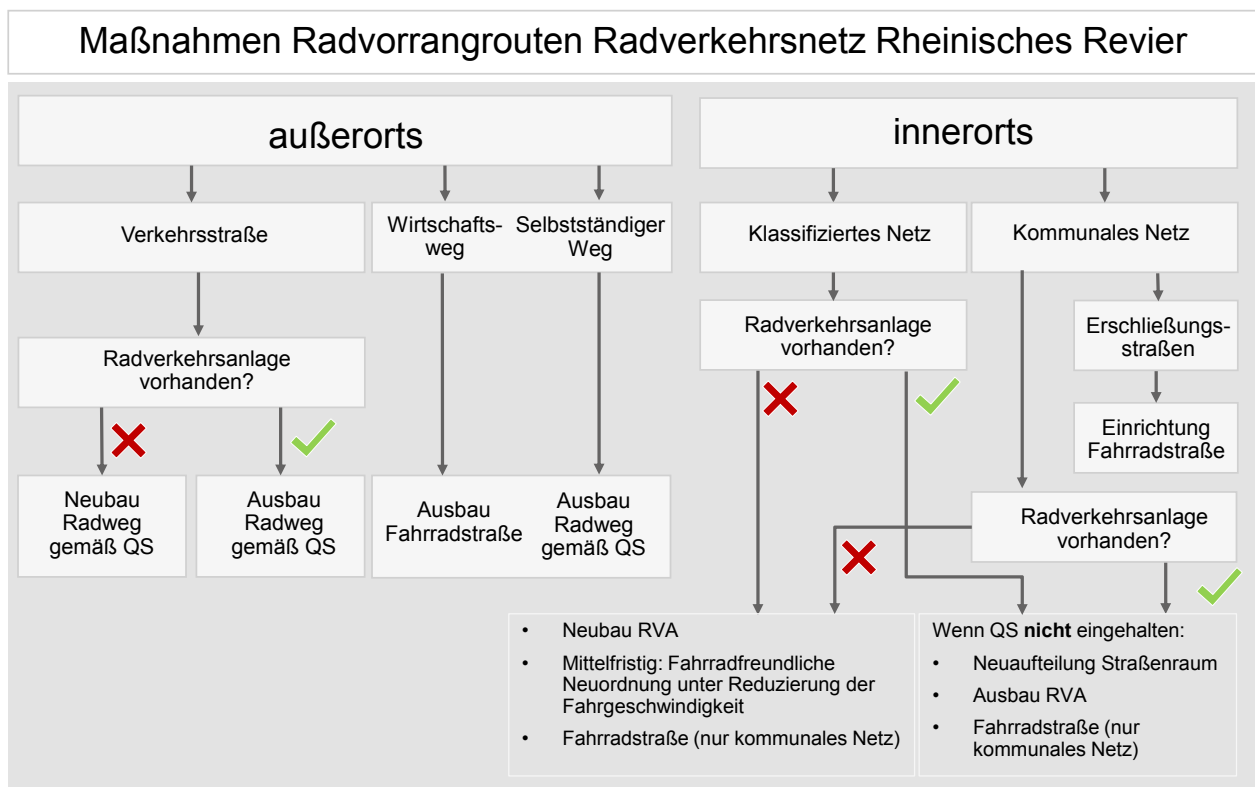 Maßnahmen Radvorrangrouten Radverkehrsnetz Rheinisches Revier
außerorts
Verkehrsstraße
Wirtschafts-
weg
Selbstständiger
Weg
Radverkehrsanlage
vorhanden?
Neubau
Radweg
gemäß QS
Ausbau
Radweg
gemäß QS
Ausbau
Fahrradstraße
Ausbau
Radweg
gemäß QS
innerorts
Klassifiziertes Netz
Kommunales Netz
Radverkehrsanlage
vorhanden?
Erschließungs-
straßen
Einrichtung
Fahrradstraße
Radverkehrsanlage
vorhanden?
• Neubau RVA
• Mittelfristig: Fahrradfreundliche
Neuordnung unter Reduzierung der
Fahrgeschwindigkeit
• Fahrradstraße (nur kommunales Netz)
Wenn QS nicht eingehalten:
• Neuaufteilung Straßenraum
• Ausbau RVA
• Fahrradstraße (nur
kommunales Netz)